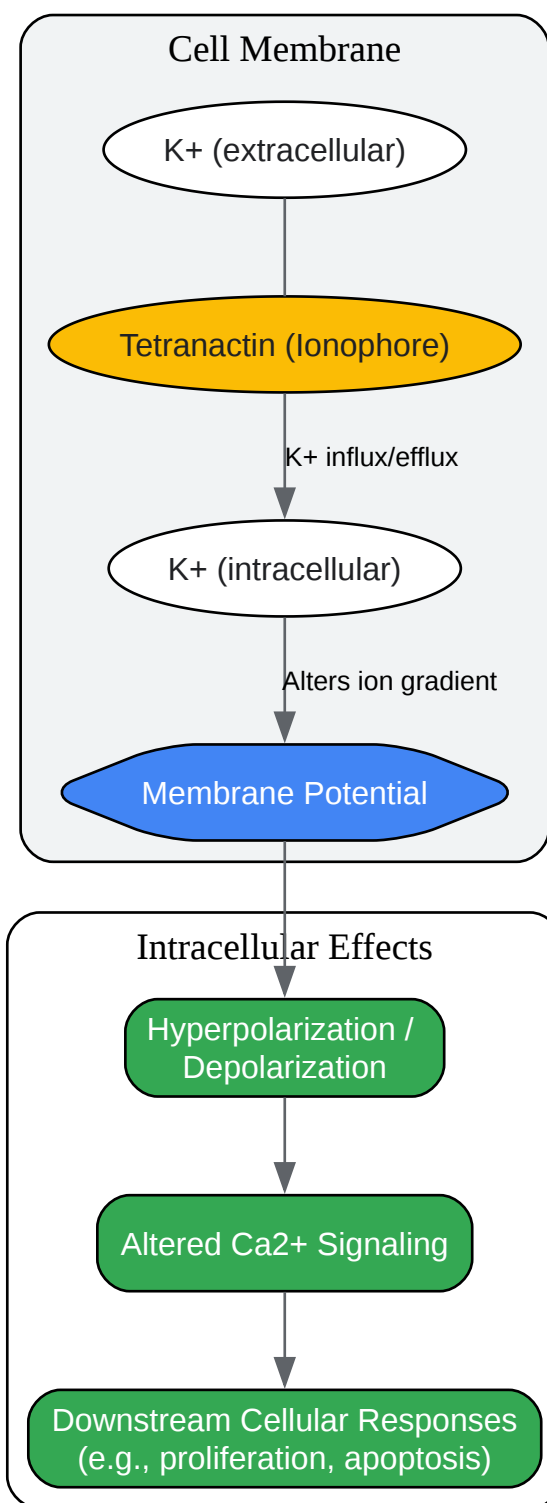 Cell Membrane
K+ (extracellular)
Tetranactin (Ionophore)
K+ influx/efflux
K+ (intracellular)
Alters ion gradient
Membrane Potential
Intracellular Effects
Hyperpolarization /
Depolarization
Altered Ca2+ Signaling
Downstream Cellular Responses
(e.g., proliferation, apoptosis)